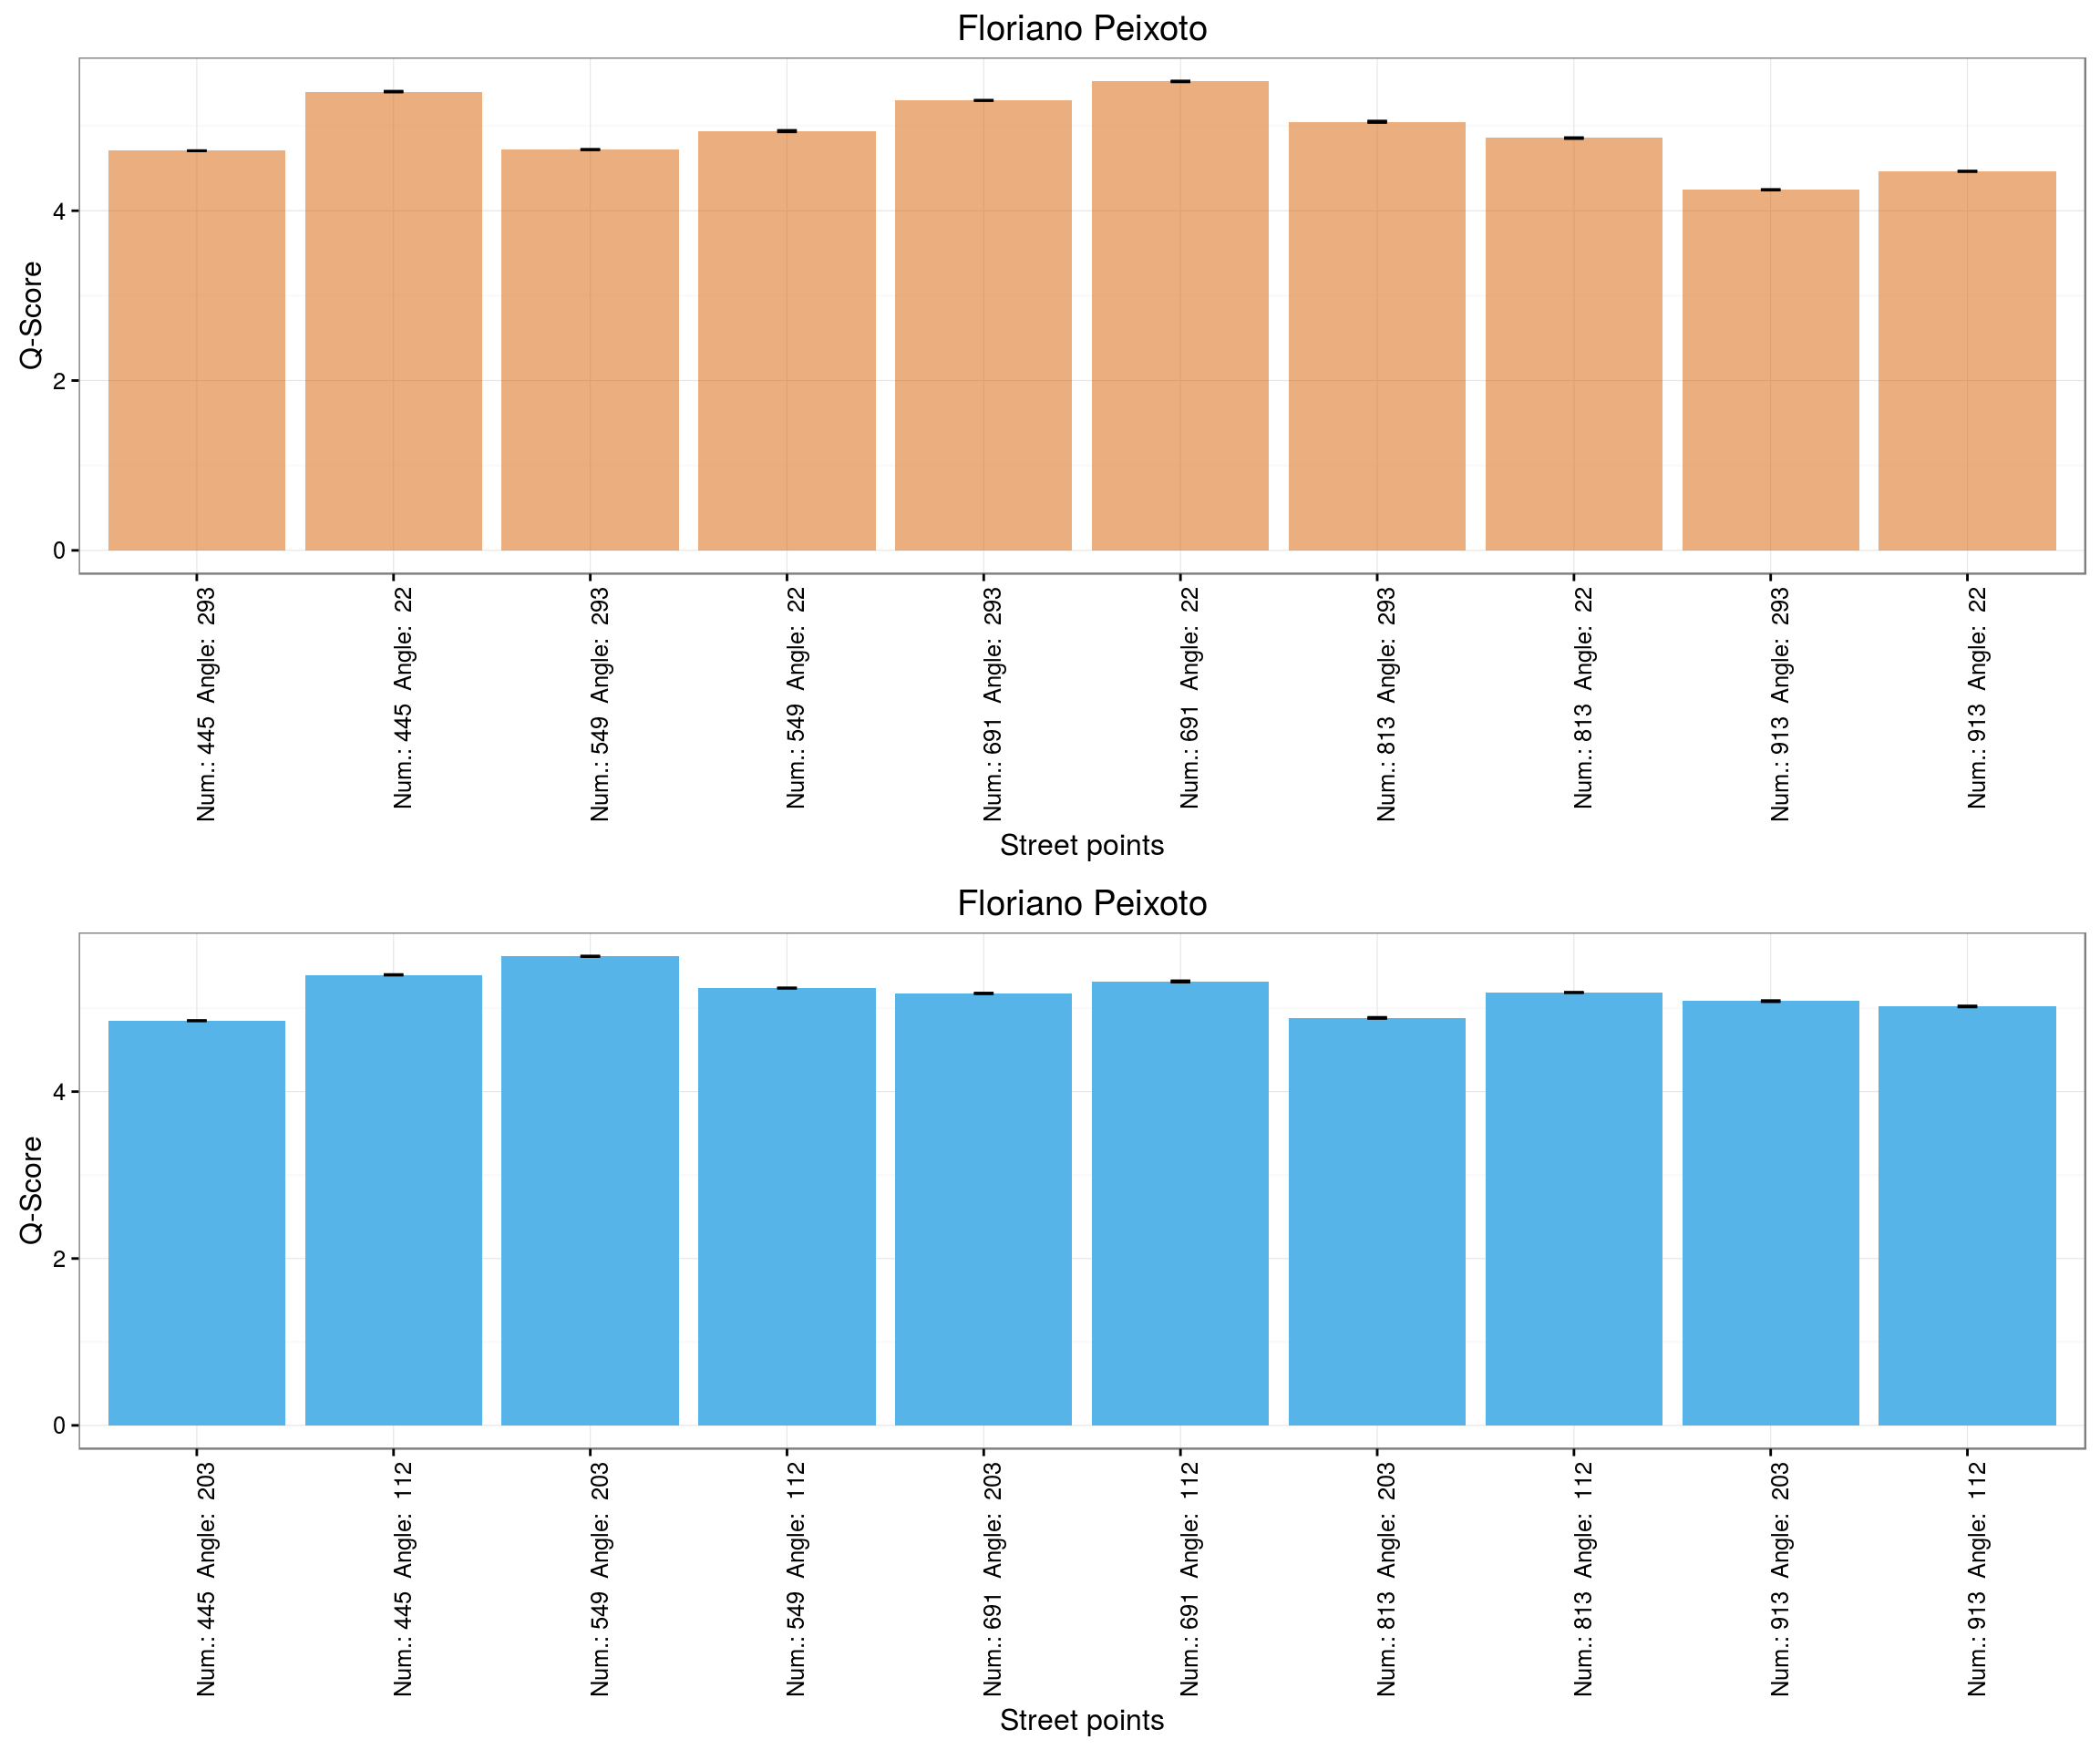 Floriano Peixoto
Q-Score
4
2
0
Num.: 445  Angle:  293
Num.: 445  Angle:  22
Num.: 549  Angle:  293
Num.: 549  Angle:  22
Num.: 691  Angle:  293
Num.: 691  Angle:  22
Num.: 813  Angle:  293
Num.: 813  Angle:  22
Num.: 913  Angle:  293
Num.: 913  Angle:  22
Street points
Floriano Peixoto
Q-Score
4
2
0
Num.: 445  Angle:  203
Num.: 445  Angle:  112
Num.: 549  Angle:  203
Num.: 549  Angle:  112
Num.: 691  Angle:  203
Num.: 691  Angle:  112
Num.: 813  Angle:  203
Num.: 813  Angle:  112
Num.: 913  Angle:  203
Num.: 913  Angle:  112
Street points